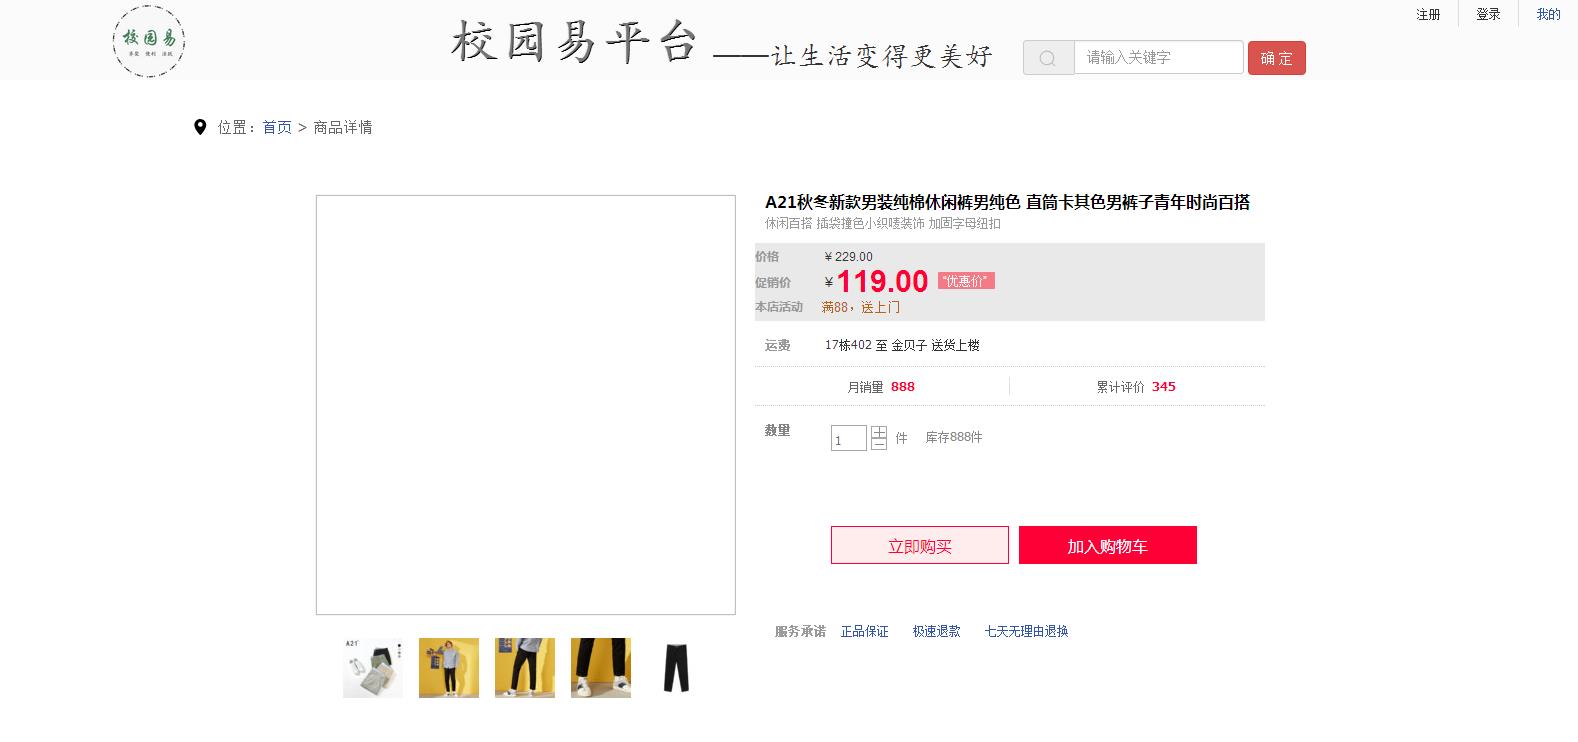 注册 登录 我的
校园易
校园易平台 ——让生活变得更美好
请输入关键字 确 定
位置： 首页 > 商品详情
A21秋冬新款男装纯棉休闲裤男纯色 直筒卡其色男裤子青年时尚百搭
休闲百搭 插袋撞色小织唛装饰 加固字母纽扣
价格 ¥ 229.00
促销价 ¥ 119.00 “优惠价”
本店活动 满88，送上门
运费 17栋402 至 金贝子 送货上楼
月销量 888 累计评价 345
数量 1 + − 件 库存888件
立即购买 加入购物车
服务承诺 正品保证 极速退款 七天无理由退换
A21